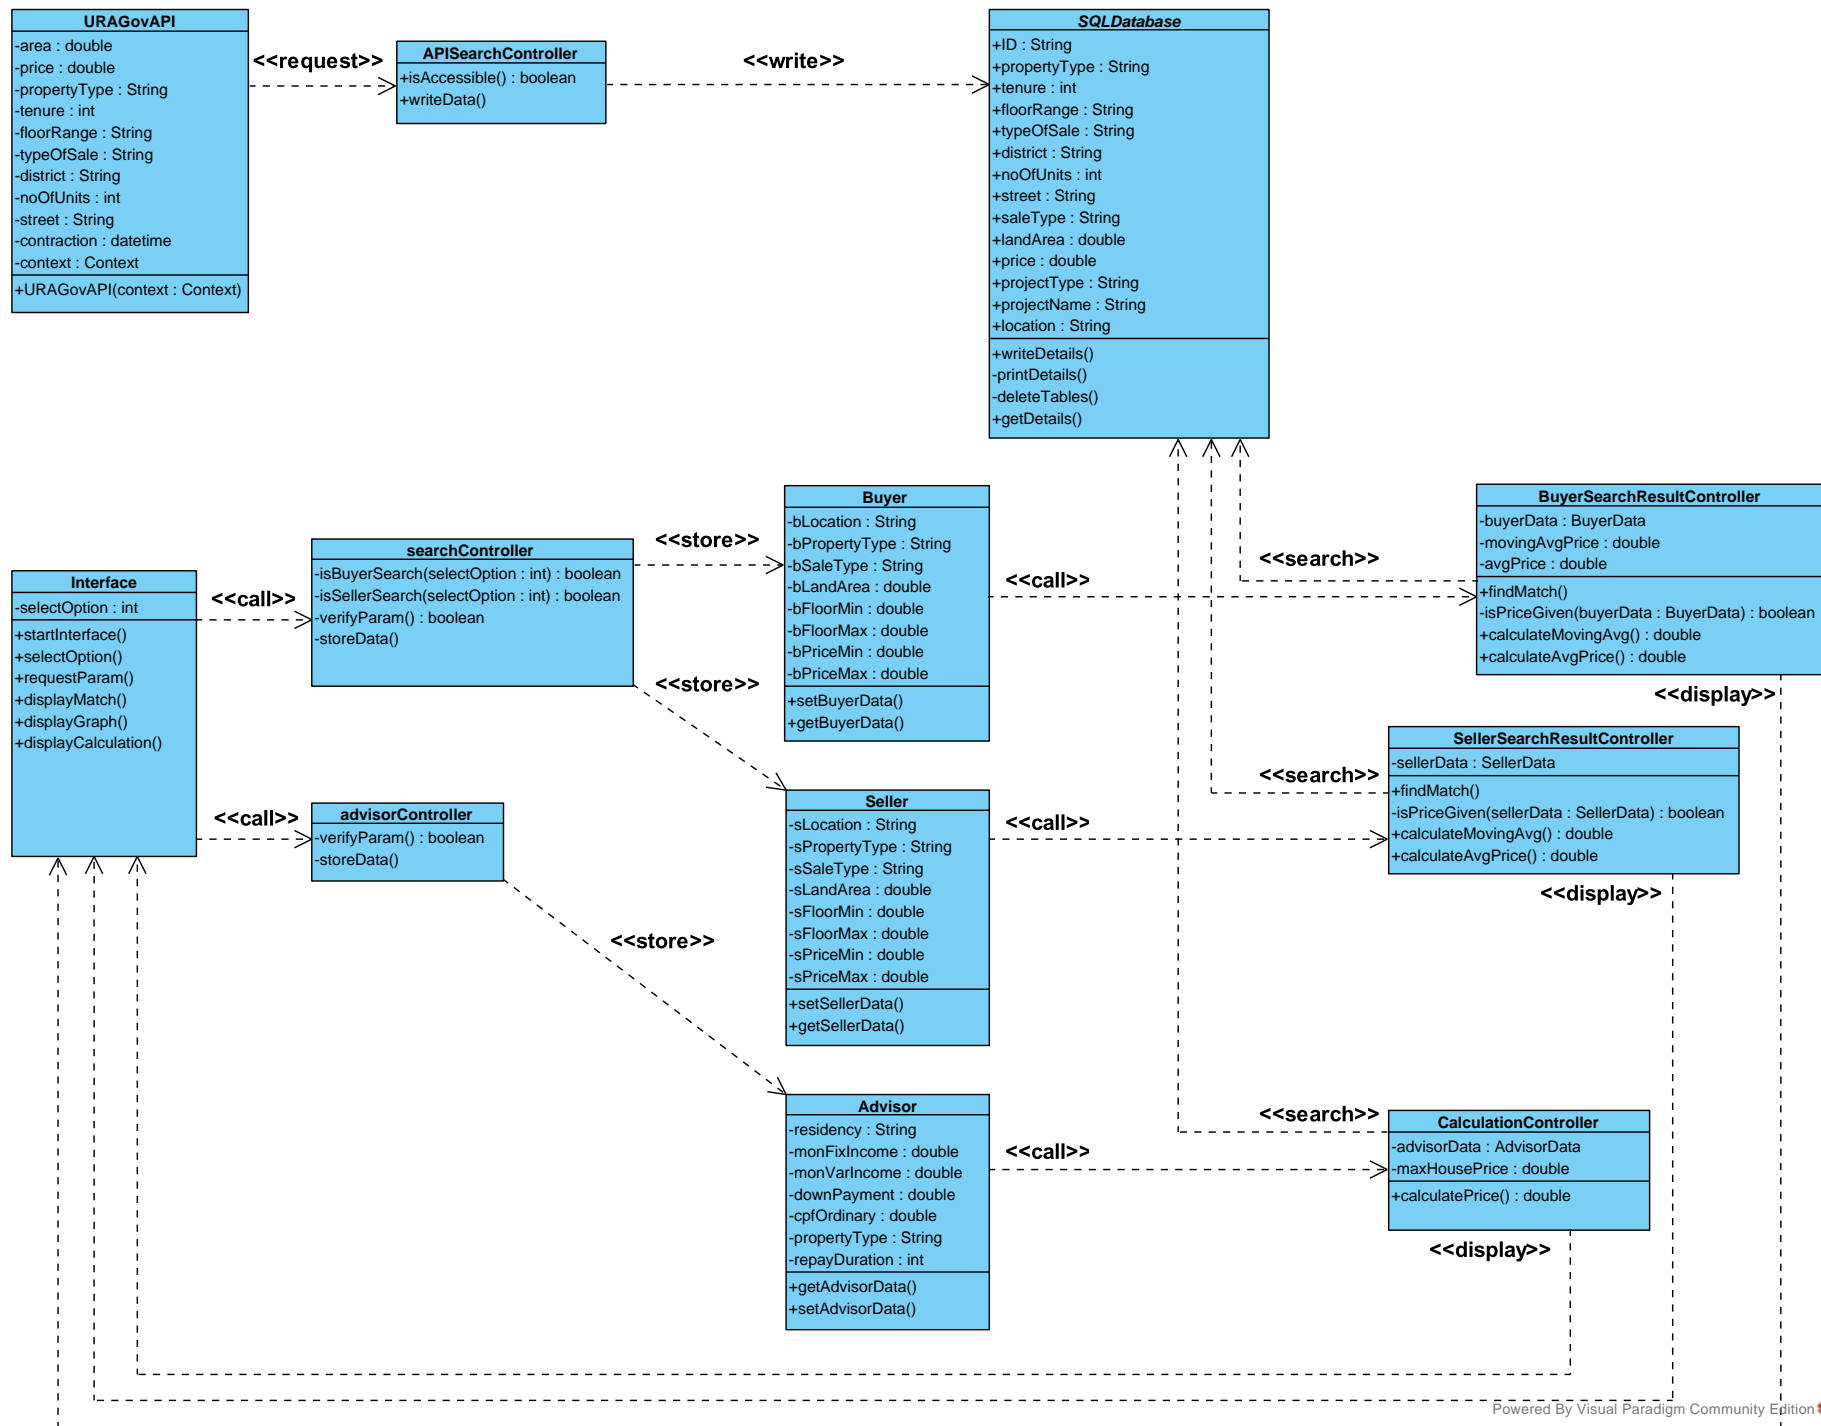 URAGovAPI
-area : double
-price : double
-propertyType : String
-tenure : int
-floorRange : String
-typeOfSale : String
-district : String
-noOfUnits : int
-street : String
-contraction : datetime
-context : Context
+URAGovAPI(context : Context)
<<request>>
APISearchController
+isAccessible() : boolean
+writeData()
<<write>>
SQLDatabase
+ID : String
+propertyType : String
+tenure : int
+floorRange : String
+typeOfSale : String
+district : String
+noOfUnits : int
+street : String
+saleType : String
+landArea : double
+price : double
+projectType : String
+projectName : String
+location : String
+writeDetails()
-printDetails()
-deleteTables()
+getDetails()
Interface
-selectOption : int
+startInterface()
+selectOption()
+requestParam()
+displayMatch()
+displayGraph()
+displayCalculation()
<<call>>
<<call>>
searchController
-isBuyerSearch(selectOption : int) : boolean
-isSellerSearch(selectOption : int) : boolean
-verifyParam() : boolean
-storeData()
advisorController
-verifyParam() : boolean
-storeData()
<<store>>
<<store>>
<<store>>
Buyer
-bLocation : String
-bPropertyType : String
-bSaleType : String
-bLandArea : double
-bFloorMin : double
-bFloorMax : double
-bPriceMin : double
-bPriceMax : double
+setBuyerData()
+getBuyerData()
<<call>>
<<search>>
BuyerSearchResultController
-buyerData : BuyerData
-movingAvgPrice : double
-avgPrice : double
+findMatch()
-isPriceGiven(buyerData : BuyerData) : boolean
+calculateMovingAvg() : double
+calculateAvgPrice() : double
<<display>>
Seller
-sLocation : String
-sPropertyType : String
-sSaleType : String
-sLandArea : double
-sFloorMin : double
-sFloorMax : double
-sPriceMin : double
-sPriceMax : double
+setSellerData()
+getSellerData()
<<call>>
<<search>>
SellerSearchResultController
-sellerData : SellerData
+findMatch()
-isPriceGiven(sellerData : SellerData) : boolean
+calculateMovingAvg() : double
+calculateAvgPrice() : double
<<display>>
Advisor
-residency : String
-monFixIncome : double
-monVarIncome : double
-downPayment : double
-cpfOrdinary : double
-propertyType : String
-repayDuration : int
+getAdvisorData()
+setAdvisorData()
<<call>>
<<search>>
CalculationController
-advisorData : AdvisorData
-maxHousePrice : double
+calculatePrice() : double
<<display>>
Powered By Visual Paradigm Community Edition